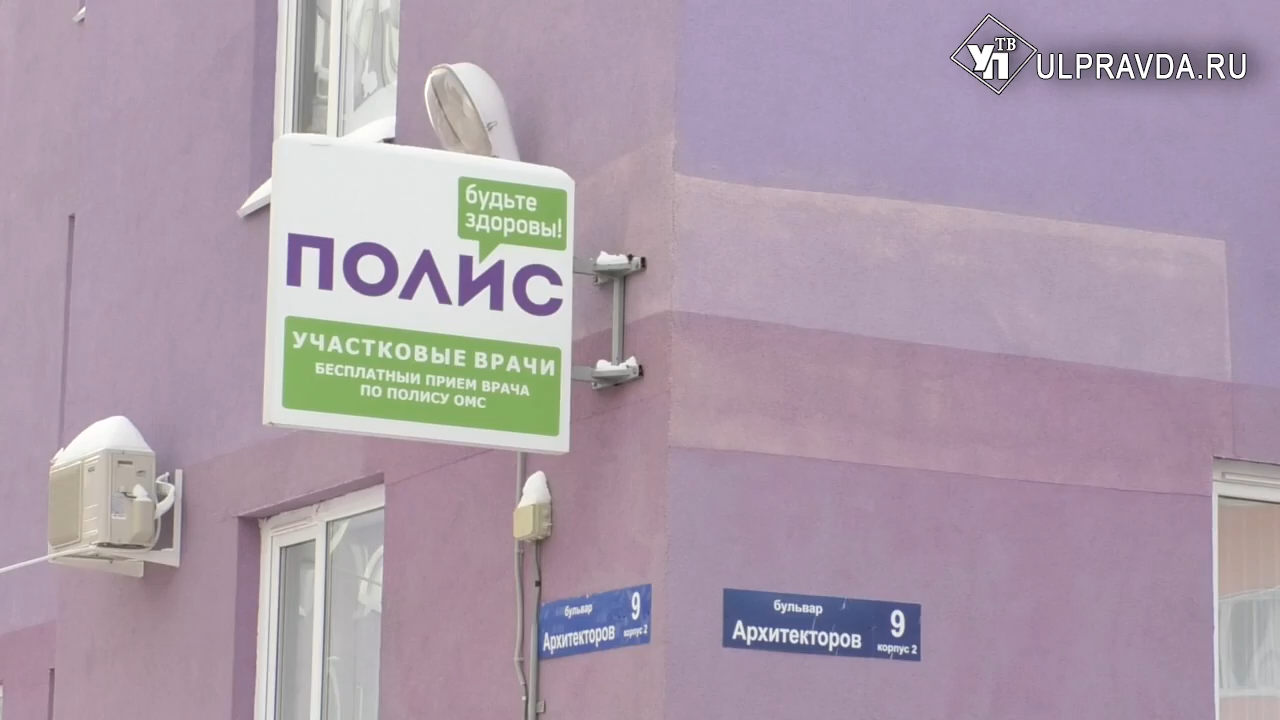 УП ТВ
ULPRAVDA.RU
будьте
здоровы!
ПОЛИС
УЧАСТКОВЫЕ ВРАЧИ
БЕСПЛАТНЫЙ ПРИЕМ ВРАЧА
ПО ПОЛИСУ ОМС
бульвар
Архитекторов
9
корпус 2
бульвар
Архитекторов
9
корпус 2